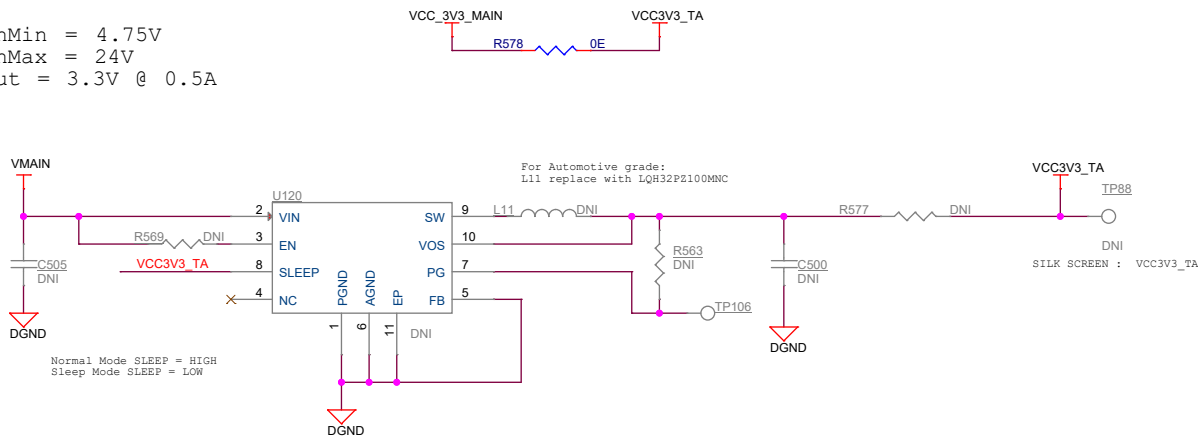 VCC_3V3_MAIN VCC3V3_TA
R578 0E
nMin = 4.75V
nMax = 24V
ut = 3.3V @ 0.5A
For Automotive grade:
L11 replace with LQH32PZ100MNC
VMAIN
VCC3V3_TA
TP88
U120
2 VIN SW 9 L11 DNI R577 DNI
R569 DNI 3 EN VOS 10
DNI
VCC3V3_TA 8 SLEEP PG 7 R563
DNI
C505
DNI
C500
DNI
SILK SCREEN : VCC3V3_TA
4 NC PGND AGND EP FB 5 TP106
1 6 11 DNI
DGND
DGND
Normal Mode SLEEP = HIGH
Sleep Mode SLEEP = LOW
DGND